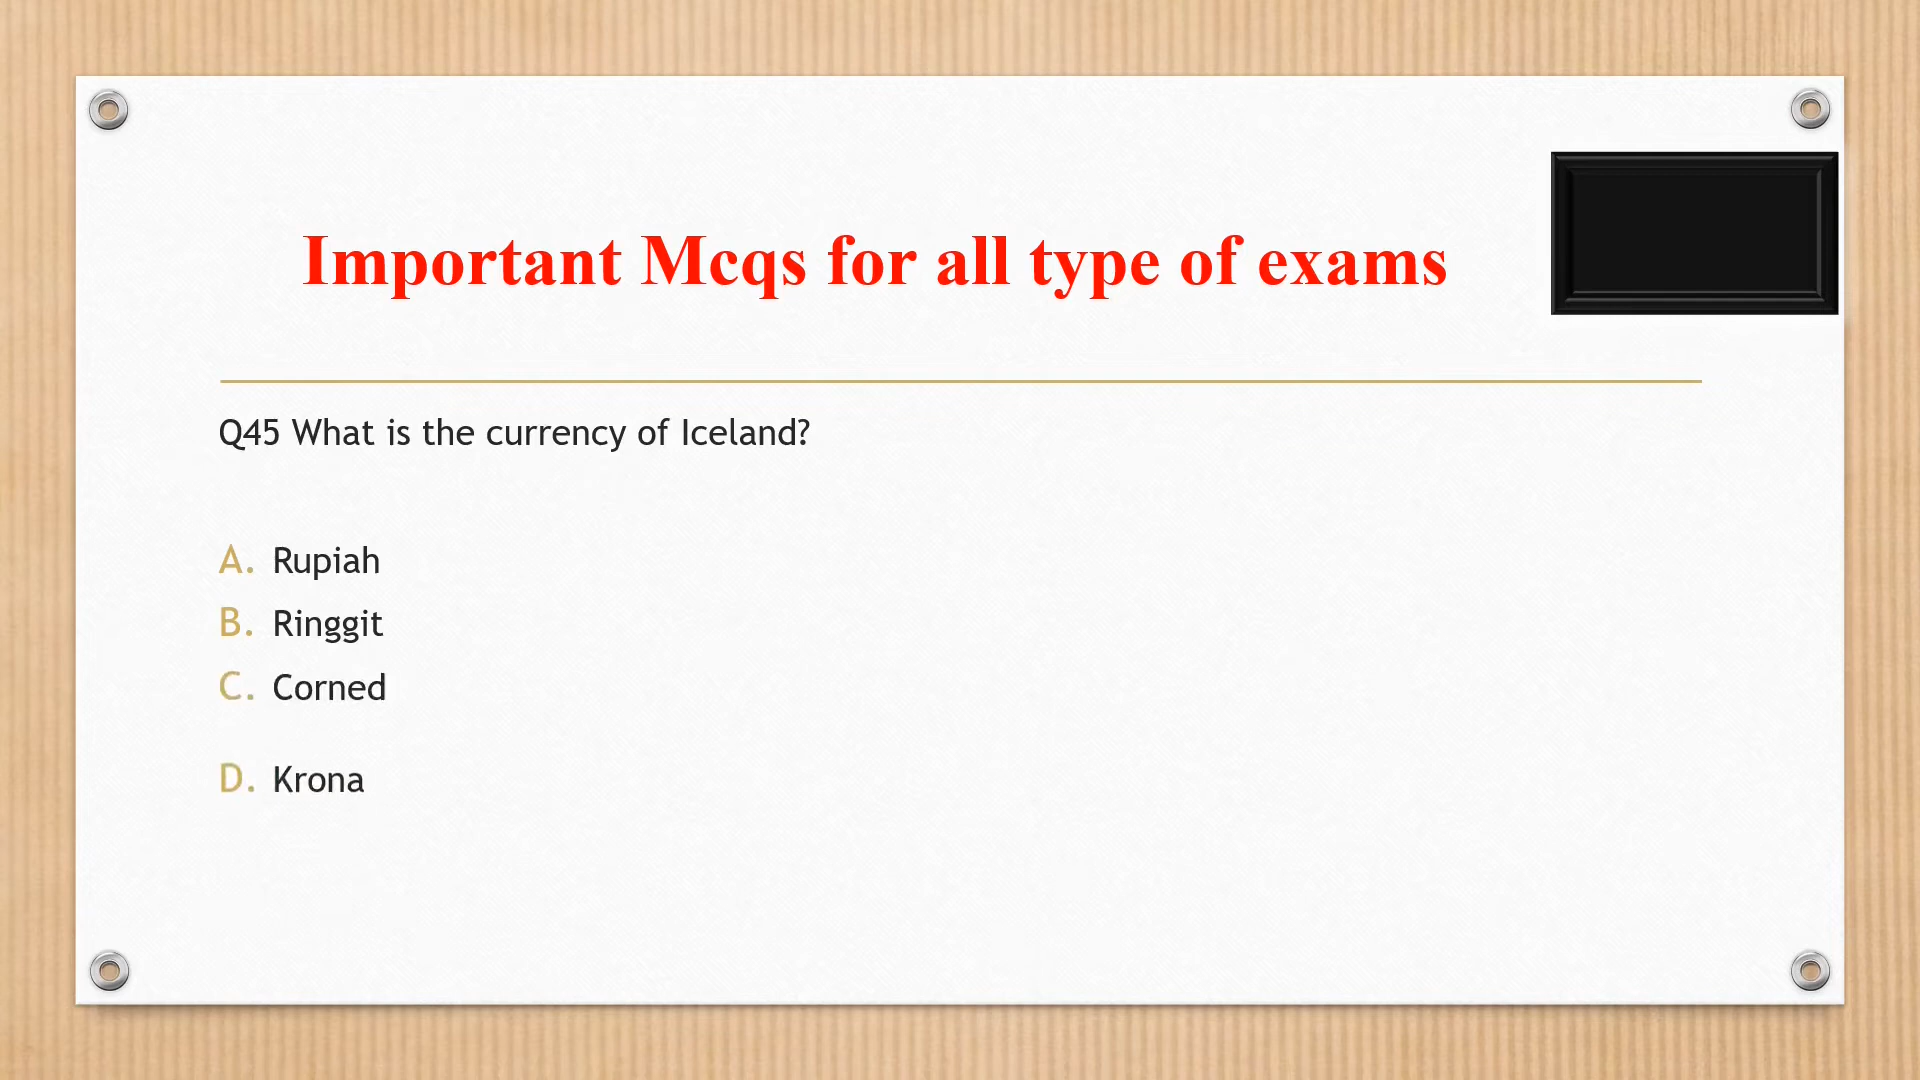 Important Mcqs for all type of exams
Q45 What is the currency of Iceland?
A. Rupiah
B. Ringgit
C. Corned
D. Krona